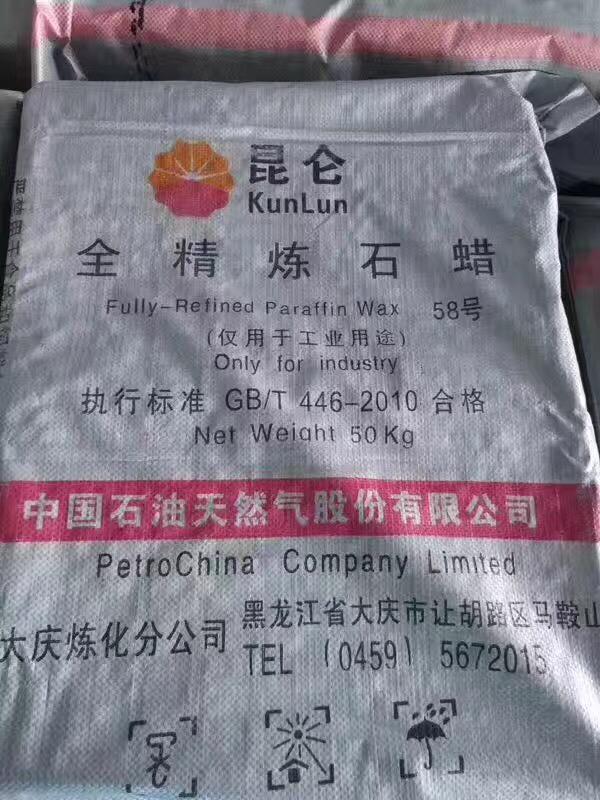 昆仑
KunLun
全精炼石蜡
Fully-Refined Paraffin Wax 58号
(仅用于工业用途)
Only for industry
执行标准 GB/T 446-2010 合格
Net Weight 50Kg
中国石油天然气股份有限公司
PetroChina Company Limited
大庆炼化分公司
黑龙江省大庆市让胡路区马鞍山
TEL (0459) 5672015